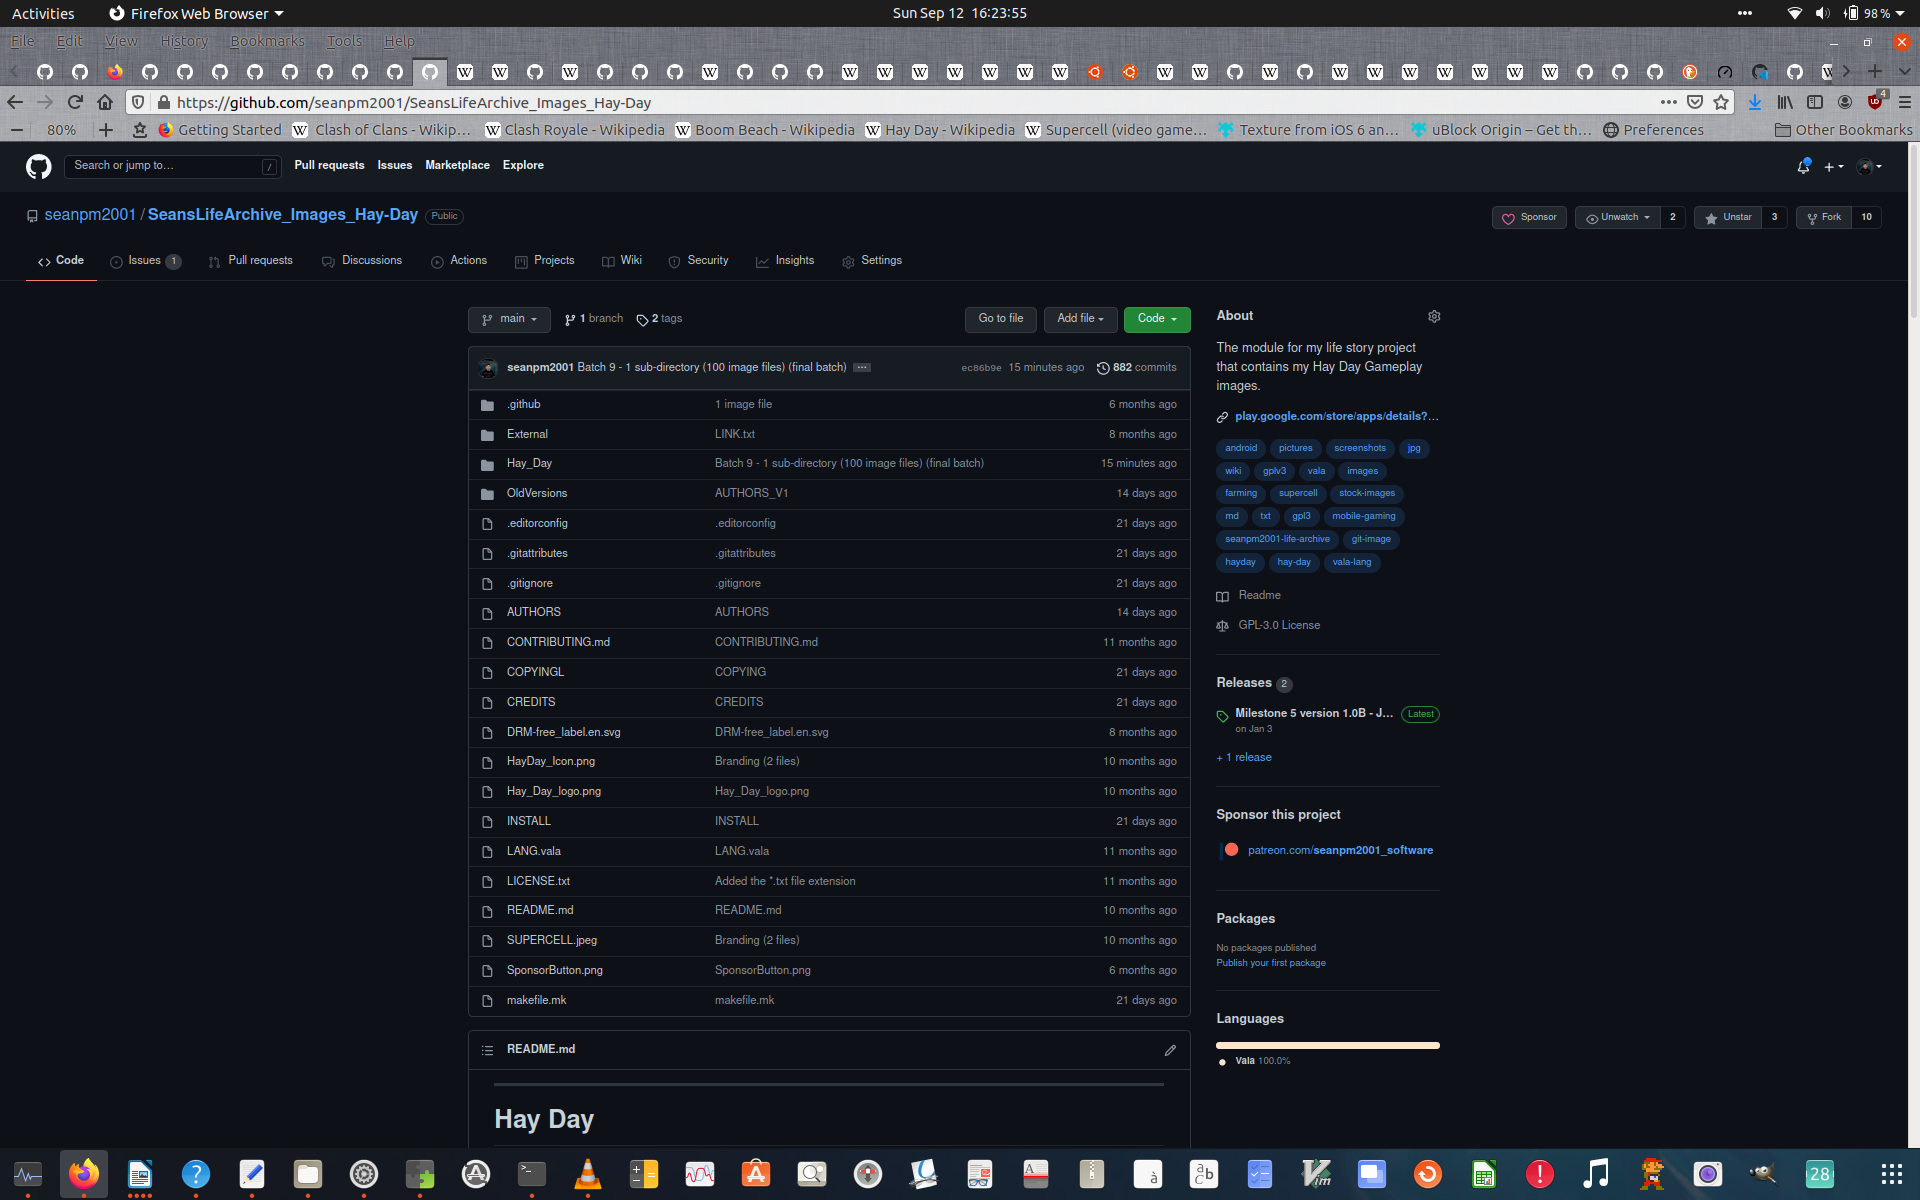 Activities Firefox Web Browser Sun Sep 12 16:23:55 98 %
File Edit View History Bookmarks Tools Help
https://github.com/seanpm2001/SeansLifeArchive_Images_Hay-Day 4
80% Getting Started Clash of Clans - Wikip… Clash Royale - Wikipedia Boom Beach - Wikipedia Hay Day - Wikipedia Supercell (video game… Texture from iOS 6 an… uBlock Origin – Get th… Preferences Other Bookmarks
Search or jump to… / Pull requests Issues Marketplace Explore
seanpm2001 / SeansLifeArchive_Images_Hay-Day Public Sponsor Unwatch 2 Unstar 3 Fork 10
Code Issues 1 Pull requests Discussions Actions Projects Wiki Security Insights Settings
main 1 branch 2 tags Go to file Add file Code
seanpm2001 Batch 9 - 1 sub-directory (100 image files) (final batch) ... ec86b9e 15 minutes ago 882 commits
.github 1 image file 6 months ago
External LINK.txt 8 months ago
Hay_Day Batch 9 - 1 sub-directory (100 image files) (final batch) 15 minutes ago
OldVersions AUTHORS_V1 14 days ago
.editorconfig .editorconfig 21 days ago
.gitattributes .gitattributes 21 days ago
.gitignore .gitignore 21 days ago
AUTHORS AUTHORS 14 days ago
CONTRIBUTING.md CONTRIBUTING.md 11 months ago
COPYINGL COPYING 21 days ago
CREDITS CREDITS 21 days ago
DRM-free_label.en.svg DRM-free_label.en.svg 8 months ago
HayDay_Icon.png Branding (2 files) 10 months ago
Hay_Day_logo.png Hay_Day_logo.png 10 months ago
INSTALL INSTALL 21 days ago
LANG.vala LANG.vala 11 months ago
LICENSE.txt Added the *.txt file extension 11 months ago
README.md README.md 10 months ago
SUPERCELL.jpeg Branding (2 files) 10 months ago
SponsorButton.png SponsorButton.png 6 months ago
makefile.mk makefile.mk 21 days ago
README.md
Hay Day
About
The module for my life story project
that contains my Hay Day Gameplay
images.
play.google.com/store/apps/details?…
android pictures screenshots jpg
wiki gplv3 vala images
farming supercell stock-images
md txt gpl3 mobile-gaming
seanpm2001-life-archive git-image
hayday hay-day vala-lang
Readme
GPL-3.0 License
Releases 2
Milestone 5 version 1.0B - J… Latest
on Jan 3
+ 1 release
Sponsor this project
patreon.com/seanpm2001_software
Packages
No packages published
Publish your first package
Languages
Vala 100.0%
28